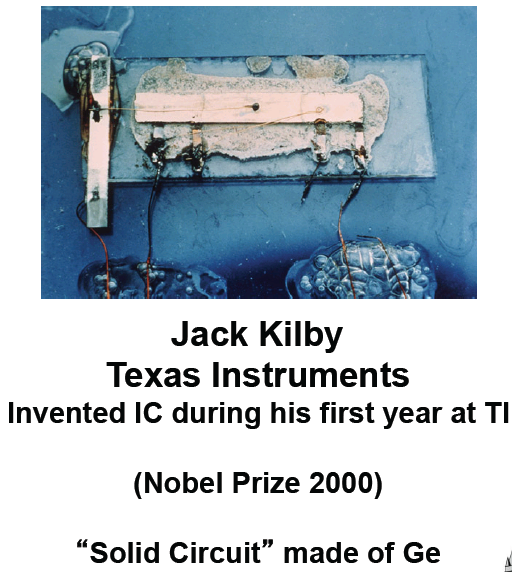 Jack Kilby
Texas Instruments
Invented IC during his first year at TI
(Nobel Prize 2000)
“Solid Circuit” made of Ge